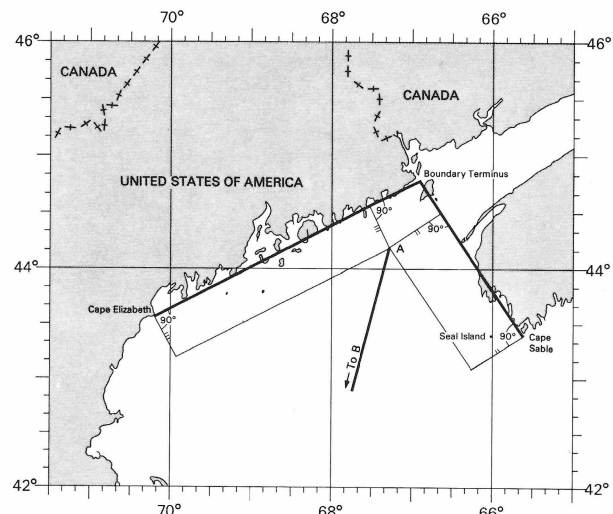 70° 68° 66°
46° 46°
CANADA
CANADA
Boundary Terminus
UNITED STATES OF AMERICA
90°
90°
A
44° 44°
Cape Elizabeth
90°
Seal Island
90°
Cape
Sable
To B
42° 42°
70° 68° 66°